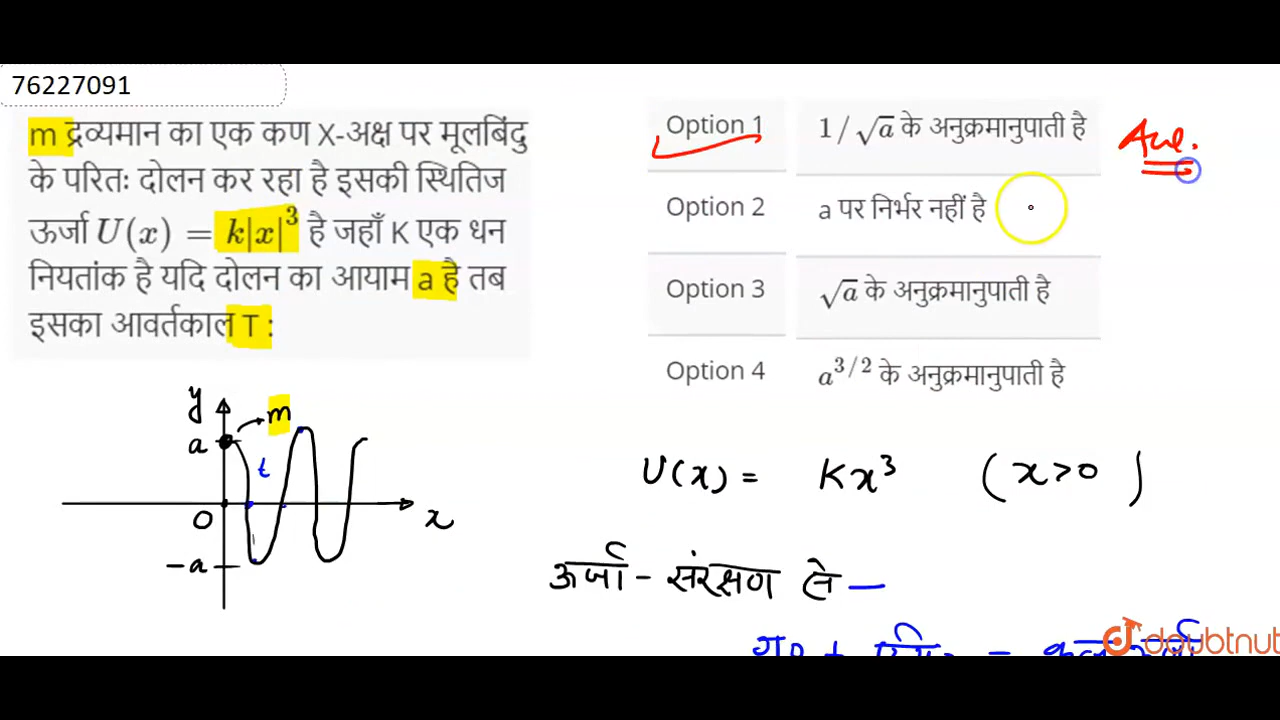 76227091
m द्रव्यमान का एक कण X-अक्ष पर मूलबिंदु
के परितः दोलन कर रहा है इसकी स्थितिज
ऊर्जा U(x) = k|x|³ है जहाँ K एक धन
नियतांक है यदि दोलन का आयाम a है तब
इसका आवर्तकाल T :
Option 1 1/√a के अनुक्रमानुपाती है
Ans.
Option 2 a पर निर्भर नहीं है
Option 3 √a के अनुक्रमानुपाती है
Option 4 a^{3/2} के अनुक्रमानुपाती है
y
m
a
t
O
x
-a
U(x) = Kx³ (x>0)
ऊर्जा - संरक्षण से —
+ =
doubtnut